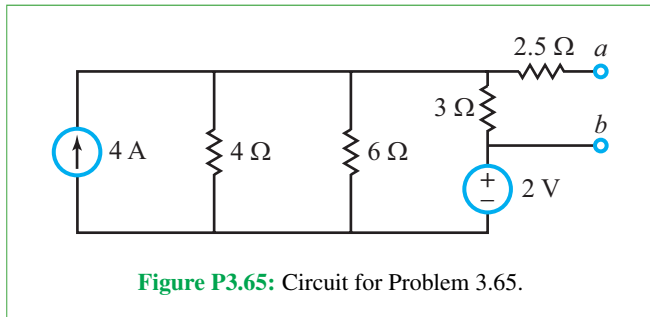 2.5 Ω a
3 Ω
b
4 A
4 Ω
6 Ω
+
2 V
–
Figure P3.65: Circuit for Problem 3.65.